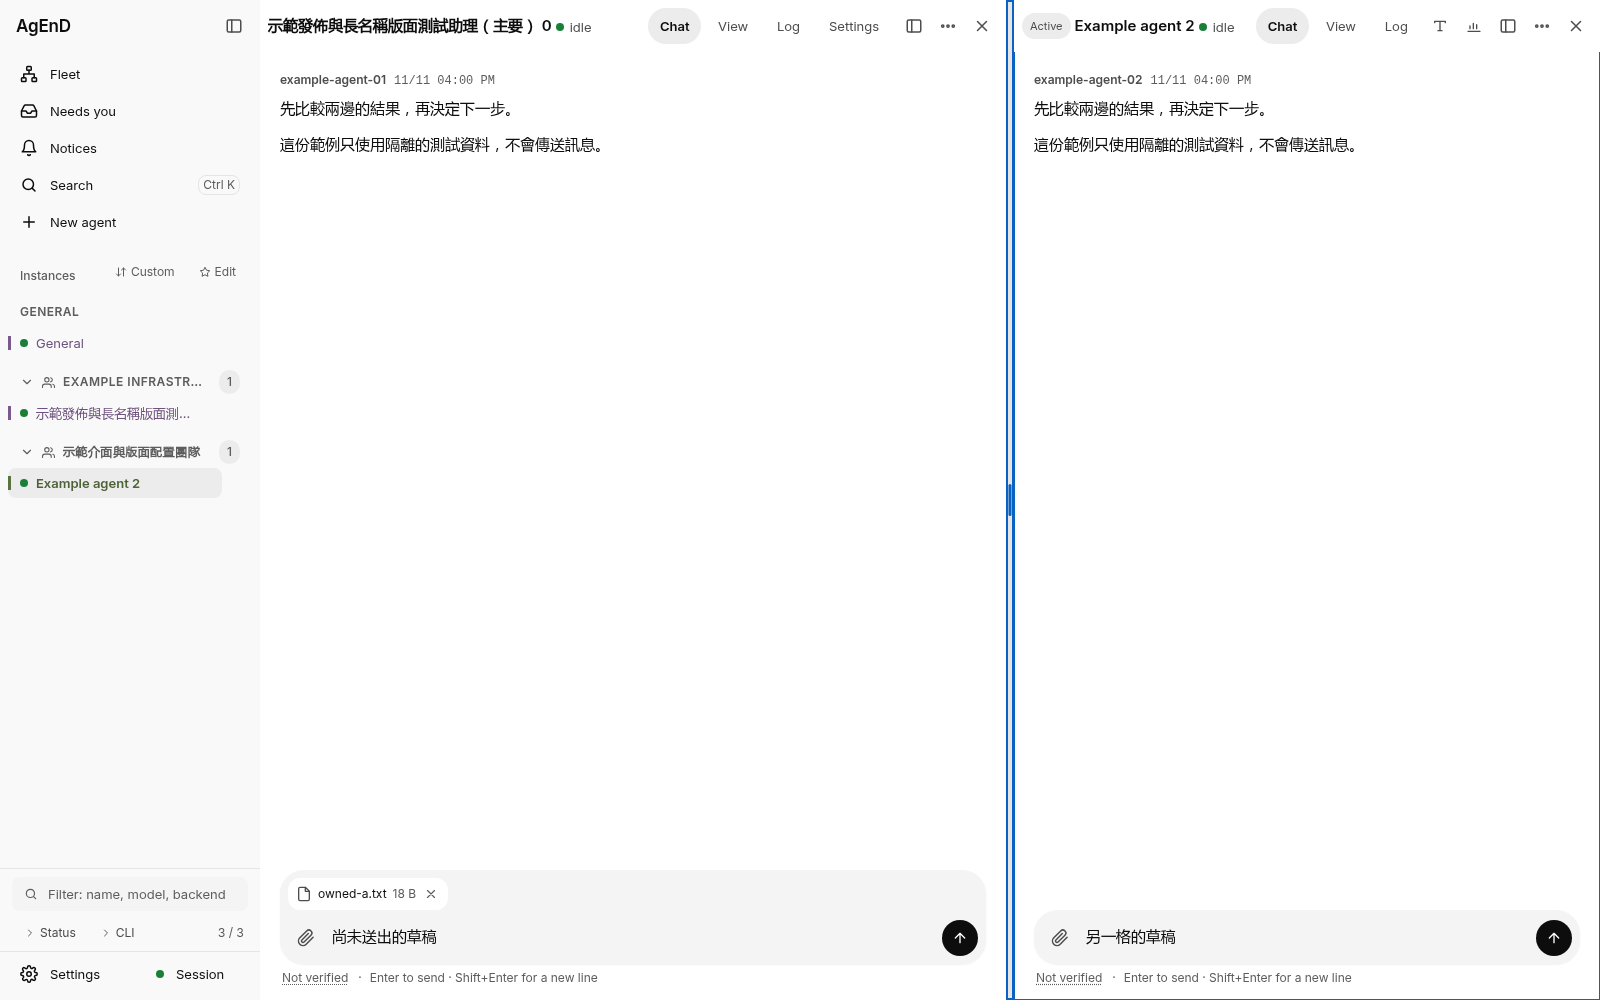 AgEnD
Fleet
Needs you
Notices
Search Ctrl K
New agent
Instances Custom Edit
GENERAL
General
EXAMPLE INFRASTR... 1
示範發佈與長名稱版面測...
示範介面與版面配置團隊 1
Example agent 2
Filter: name, model, backend
Status CLI 3 / 3
Settings Session
示範發佈與長名稱版面測試助理（主要）0 idle Chat View Log Settings
example-agent-01 11/11 04:00 PM
先比較兩邊的結果，再決定下一步。
這份範例只使用隔離的測試資料，不會傳送訊息。
owned-a.txt 18 B
尚未送出的草稿
Not verified · Enter to send · Shift+Enter for a new line
Active Example agent 2 idle Chat View Log
example-agent-02 11/11 04:00 PM
先比較兩邊的結果，再決定下一步。
這份範例只使用隔離的測試資料，不會傳送訊息。
另一格的草稿
Not verified · Enter to send · Shift+Enter for a new line